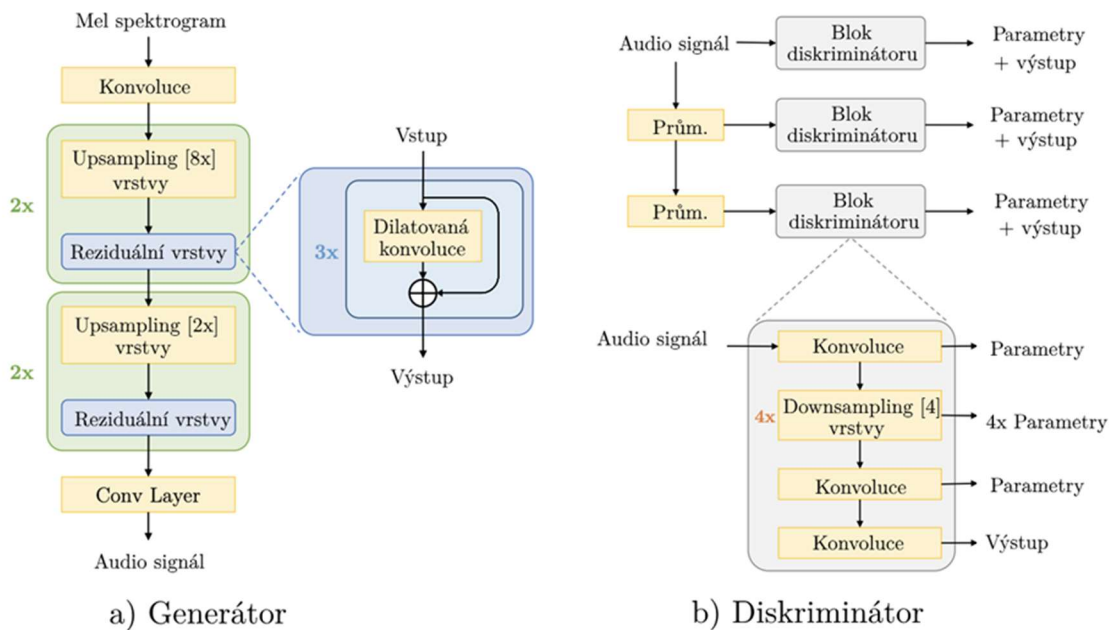 Mel spektrogram
Konvoluce
2x
Upsampling [8x]
vrstvy
Reziduální vrstvy
2x
Upsampling [2x]
vrstvy
Reziduální vrstvy
Conv Layer
Audio signál
Vstup
3x
Dilatovaná
konvoluce
Výstup
a) Generátor
Audio signál
Blok
diskriminátoru
Parametry
+ výstup
Prům.
Blok
diskriminátoru
Parametry
+ výstup
Prům.
Blok
diskriminátoru
Parametry
+ výstup
Audio signál
Konvoluce
Parametry
4x
Downsampling [4]
vrstvy
4x Parametry
Konvoluce
Parametry
Konvoluce
Výstup
b) Diskriminátor